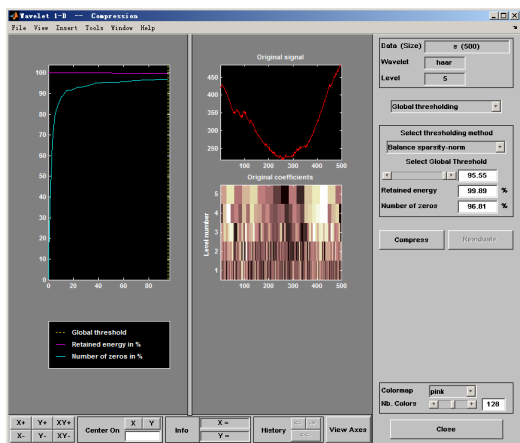 Wavelet 1-D -- Compression
File View Insert Tools Window Help
Data (Size) s (500)
Wavelet haar
Level 5
Global thresholding
Select thresholding method
Balance sparsity-norm
Select Global Threshold
95.55
Retained energy 99.89 %
Number of zeros 96.81 %
Compress Residuals
Original signal
450
400
350
300
250
100 200 300 400 500
Original coefficients
Level number
5
4
3
2
1
100 200 300 400 500
100
90
80
70
60
50
40
30
20
10
0
0 20 40 60 80
Global threshold
Retained energy in %
Number of zeros in %
Colormap pink
Nb. Colors 128
X+ Y+ XY+
X- Y- XY-
Center On X Y
Info X =
Y =
History <- ->
<<-
View Axes
Close